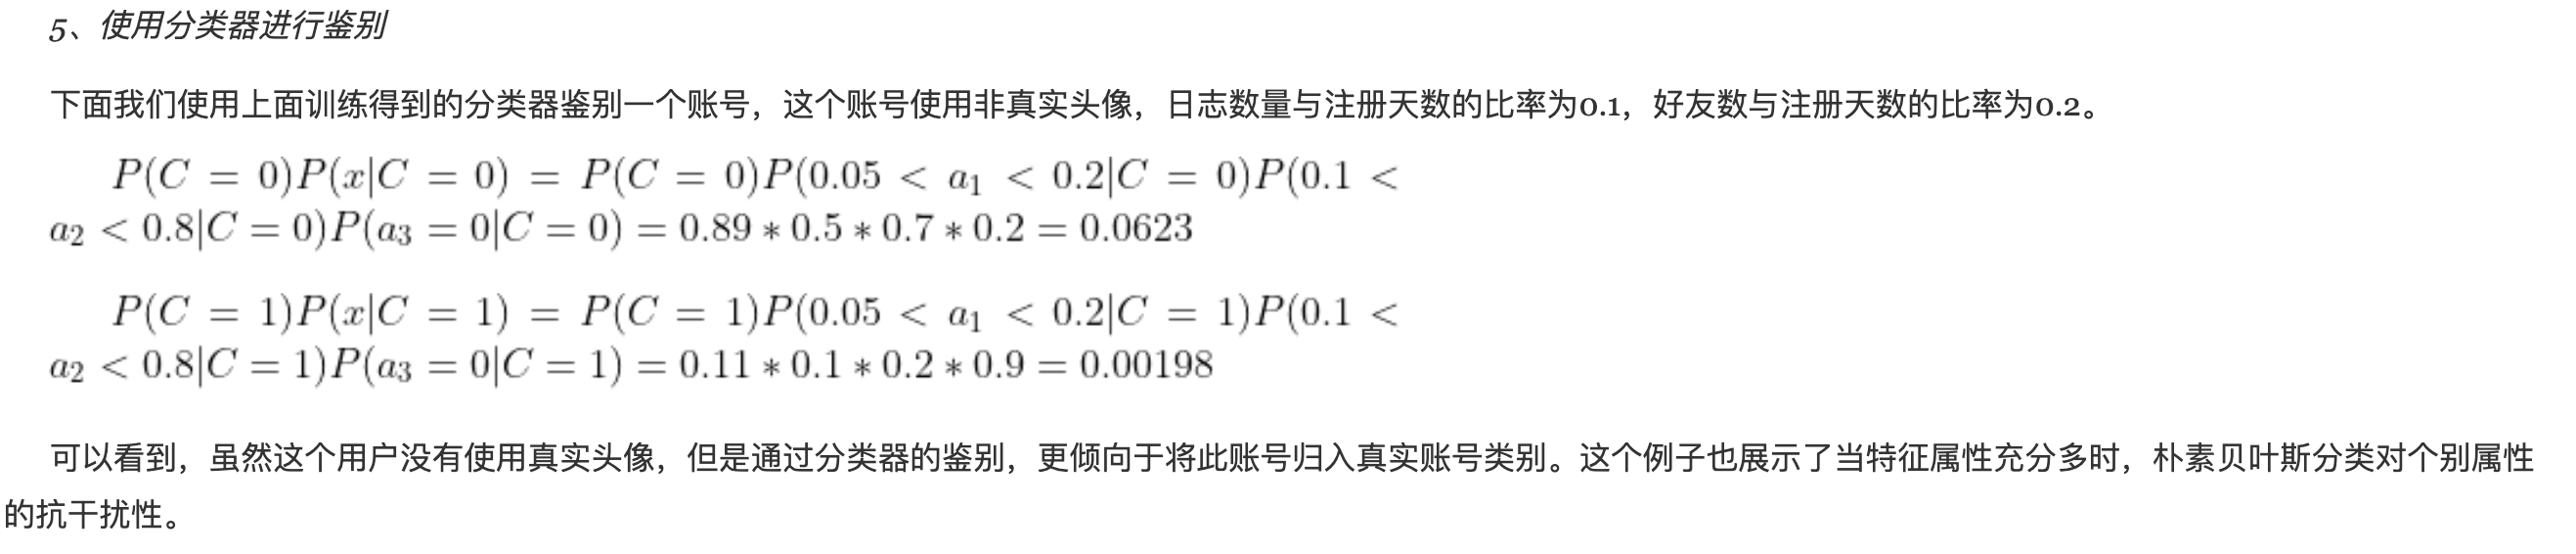 5、使用分类器进行鉴别
下面我们使用上面训练得到的分类器鉴别一个账号，这个账号使用非真实头像，日志数量与注册天数的比率为0.1，好友数与注册天数的比率为0.2。
P(C = 0)P(x|C = 0) = P(C = 0)P(0.05 < a₁ < 0.2|C = 0)P(0.1 <
a₂ < 0.8|C = 0)P(a₃ = 0|C = 0) = 0.89 * 0.5 * 0.7 * 0.2 = 0.0623
P(C = 1)P(x|C = 1) = P(C = 1)P(0.05 < a₁ < 0.2|C = 1)P(0.1 <
a₂ < 0.8|C = 1)P(a₃ = 0|C = 1) = 0.11 * 0.1 * 0.2 * 0.9 = 0.00198
可以看到，虽然这个用户没有使用真实头像，但是通过分类器的鉴别，更倾向于将此账号归入真实账号类别。这个例子也展示了当特征属性充分多时，朴素贝叶斯分类对个别属性
的抗干扰性。